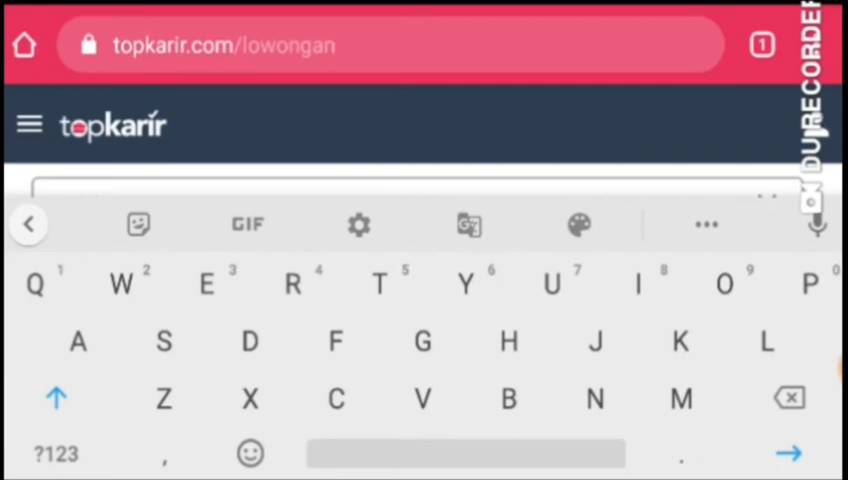 topkarir.com/lowongan
1
topkarir
DU RECORDER
GIF
Q 1 W 2 E 3 R 4 T 5 Y 6 U 7 I 8 O 9 P 0
A S D F G H J K L
Z X C V B N M
?123 , .